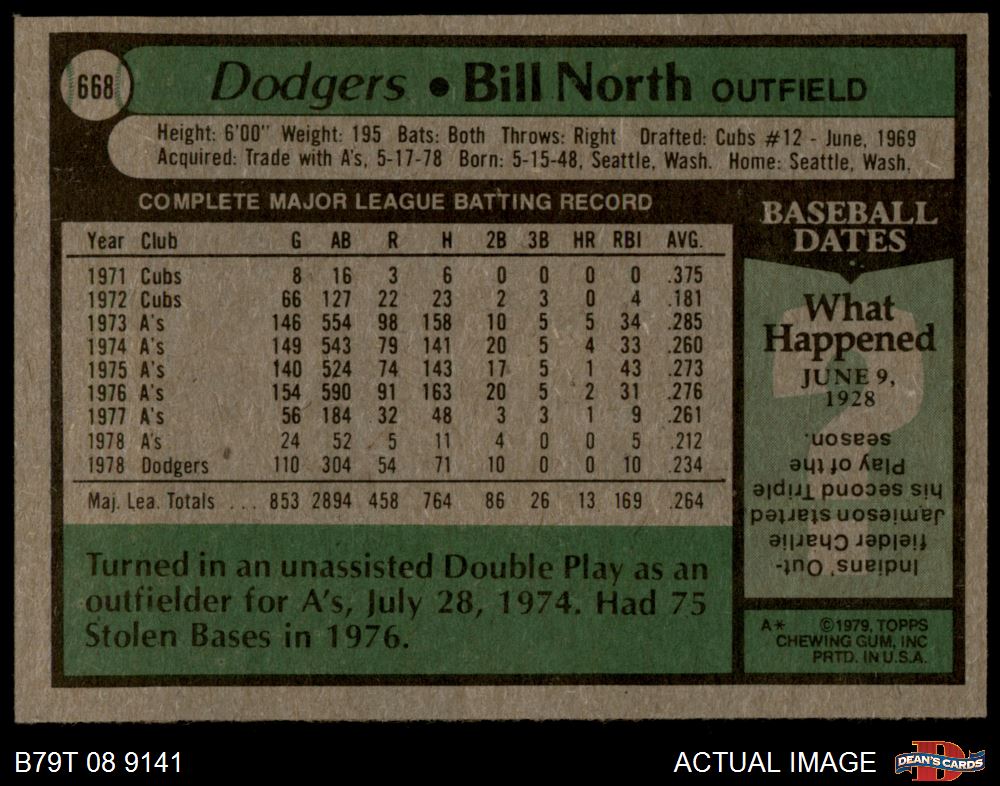 668
Dodgers • Bill North OUTFIELD
Height: 6'00" Weight: 195 Bats: Both Throws: Right Drafted: Cubs #12 - June, 1969
Acquired: Trade with A's, 5-17-78 Born: 5-15-48, Seattle, Wash. Home: Seattle, Wash.
COMPLETE MAJOR LEAGUE BATTING RECORD
Year Club G AB R H 2B 3B HR RBI AVG.
1971 Cubs 8 16 3 6 0 0 0 0 .375
1972 Cubs 66 127 22 23 2 3 0 4 .181
1973 A's 146 554 98 158 10 5 5 34 .285
1974 A's 149 543 79 141 20 5 4 33 .260
1975 A's 140 524 74 143 17 5 1 43 .273
1976 A's 154 590 91 163 20 5 2 31 .276
1977 A's 56 184 32 48 3 3 1 9 .261
1978 A's 24 52 5 11 4 0 0 5 .212
1978 Dodgers 110 304 54 71 10 0 0 10 .234
Maj. Lea. Totals . . . 853 2894 458 764 86 26 13 169 .264
Turned in an unassisted Double Play as an
outfielder for A's, July 28, 1974. Had 75
Stolen Bases in 1976.
BASEBALL
DATES
What
Happened
JUNE 9,
1928
?
Indians' Out-
fielder Charlie
Jamieson started
his second Triple
Play of the
season.
A* ©1979, TOPPS
CHEWING GUM, INC
PRTD. IN U.S.A.
B79T 08 9141
ACTUAL IMAGE
D
DEAN'S CARDS